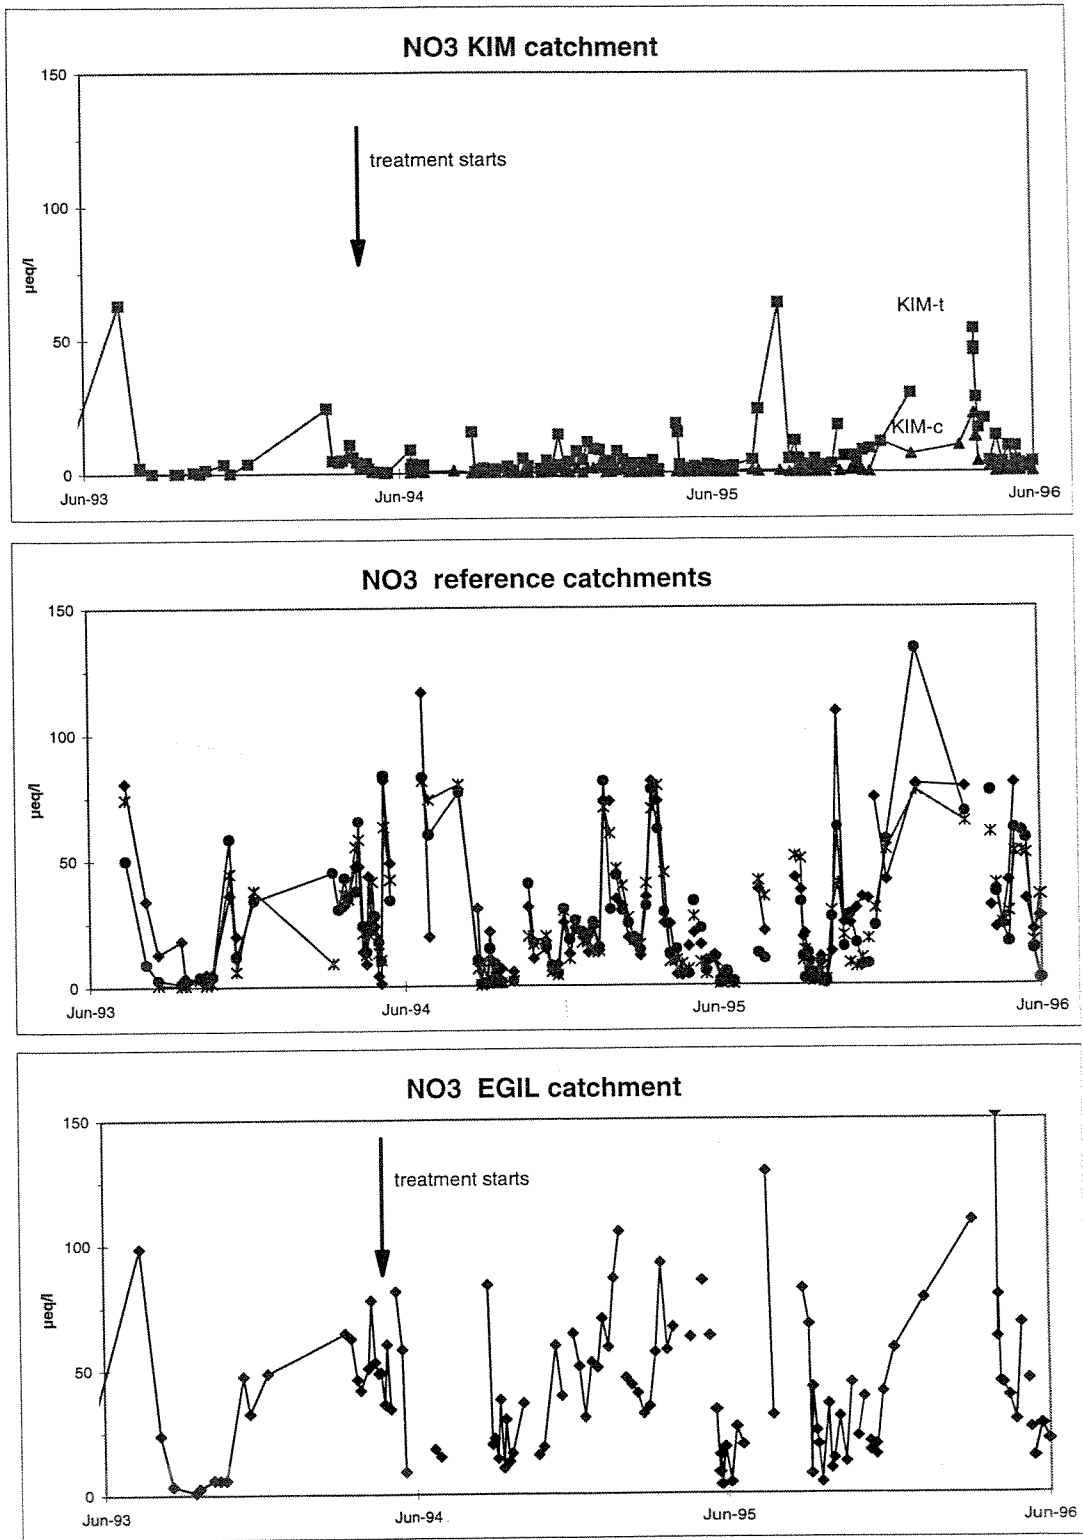 NO3 KIM catchment
150
treatment starts
100
µeq/l
KIM-t
50
KIM-c
0
Jun-93 Jun-94 Jun-95 Jun-96
NO3 reference catchments
150
100
µeq/l
50
0
Jun-93 Jun-94 Jun-95 Jun-96
NO3 EGIL catchment
150
treatment starts
100
µeq/l
50
0
Jun-93 Jun-94 Jun-95 Jun-96